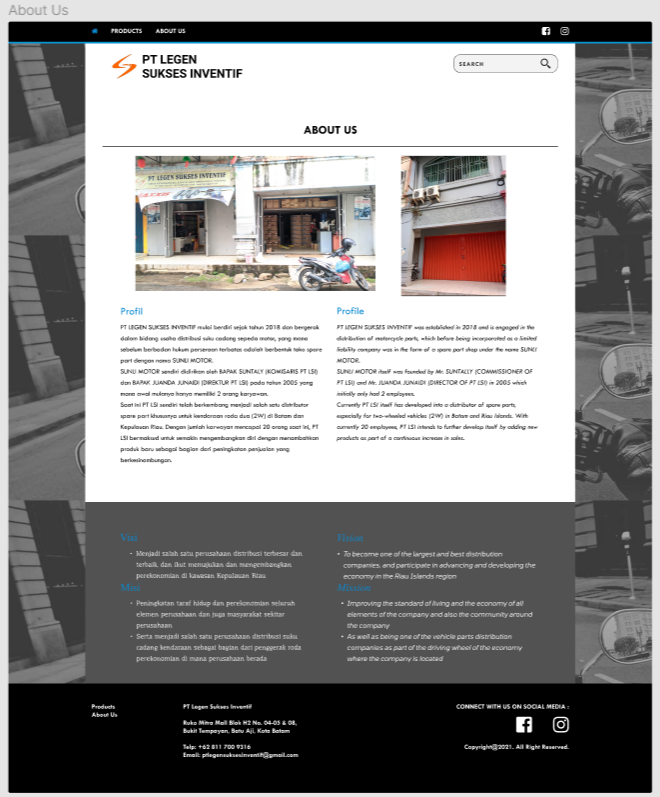 About Us
PRODUCTS ABOUT US
PT LEGEN
SUKSES INVENTIF
SEARCH
ABOUT US
PT LEGEN SUKSES INVENTIF
Profil
PT LEGEN SUKSES INVENTIF mulai berdiri sejak tahun 2018 dan bergerak
dalam bidang usaha distribusi suku cadang sepeda motor, yang mana
sebelum berbadan hukum perseroan terbatas adalah berbentuk toko spare
part dengan nama SUNLI MOTOR.
SUNLI MOTOR sendiri didirikan oleh BAPAK SUNTALY (KOMISARIS PT LSI)
dan BAPAK JUANDA JUNAIDI (DIREKTUR PT LSI) pada tahun 2005 yang
mana awal mulanya hanya memiliki 2 orang karyawan.
Saat ini PT LSI sendiri telah berkembang menjadi salah satu distributor
spare part khususnya untuk kendaraan roda dua (2W) di Batam dan
Kepulauan Riau. Dengan jumlah karwayan mencapai 20 orang saat ini, PT
LSI bermaksud untuk semakin mengembangkan diri dengan menambahkan
produk baru sebagai bagian dari peningkatan penjualan yang
berkesinambungan.
Profile
PT LEGEN SUKSES INVENTIF was established in 2018 and is engaged in the
distribution of motorcycle parts, which before being incorporated as a limited
liability company was in the form of a spare part shop under the name SUNLI
MOTOR.
SUNLI MOTOR itself was founded by Mr. SUNTALLY (COMMISSIONER OF
PT LSI) and Mr. JUANDA JUNAIDI (DIRECTOR OF PT LSI) in 2005 which
initially only had 2 employees.
Currently PT LSI itself has developed into a distributor of spare parts,
especially for two-wheeled vehicles (2W) in Batam and Riau Islands. With
currently 20 employees, PT LSI intends to further develop itself by adding new
products as part of a continuous increase in sales.
Visi
• Menjadi salah satu perusahaan distribusi terbesar dan
terbaik, dan ikut memajukan dan mengembangkan
perekonomian di kawasan Kepulauan Riau
Misi
• Peningkatan taraf hidup dan perekonomian seluruh
elemen perusahaan dan juga masyarakat sekitar
perusahaan
• Serta menjadi salah satu perusahaan distribusi suku
cadang kendaraan sebagai bagian dari penggerak roda
perekonomian di mana perusahaan berada
Vision
• To become one of the largest and best distribution
companies, and participate in advancing and developing the
economy in the Riau Islands region
Mission
• Improving the standard of living and the economy of all
elements of the company and also the community around
the company
• As well as being one of the vehicle parts distribution
companies as part of the driving wheel of the economy
where the company is located
Products
About Us
PT Legen Sukses Inventif
Ruko Mitra Mall Blok H2 No. 04-05 & 08,
Bukit Tempayan, Batu Aji, Kota Batam
Telp: +62 811 700 9316
Email: ptlegensuksesinventif@gmail.com
CONNECT WITH US ON SOCIAL MEDIA :
Copyright@2021. All Right Reserved.